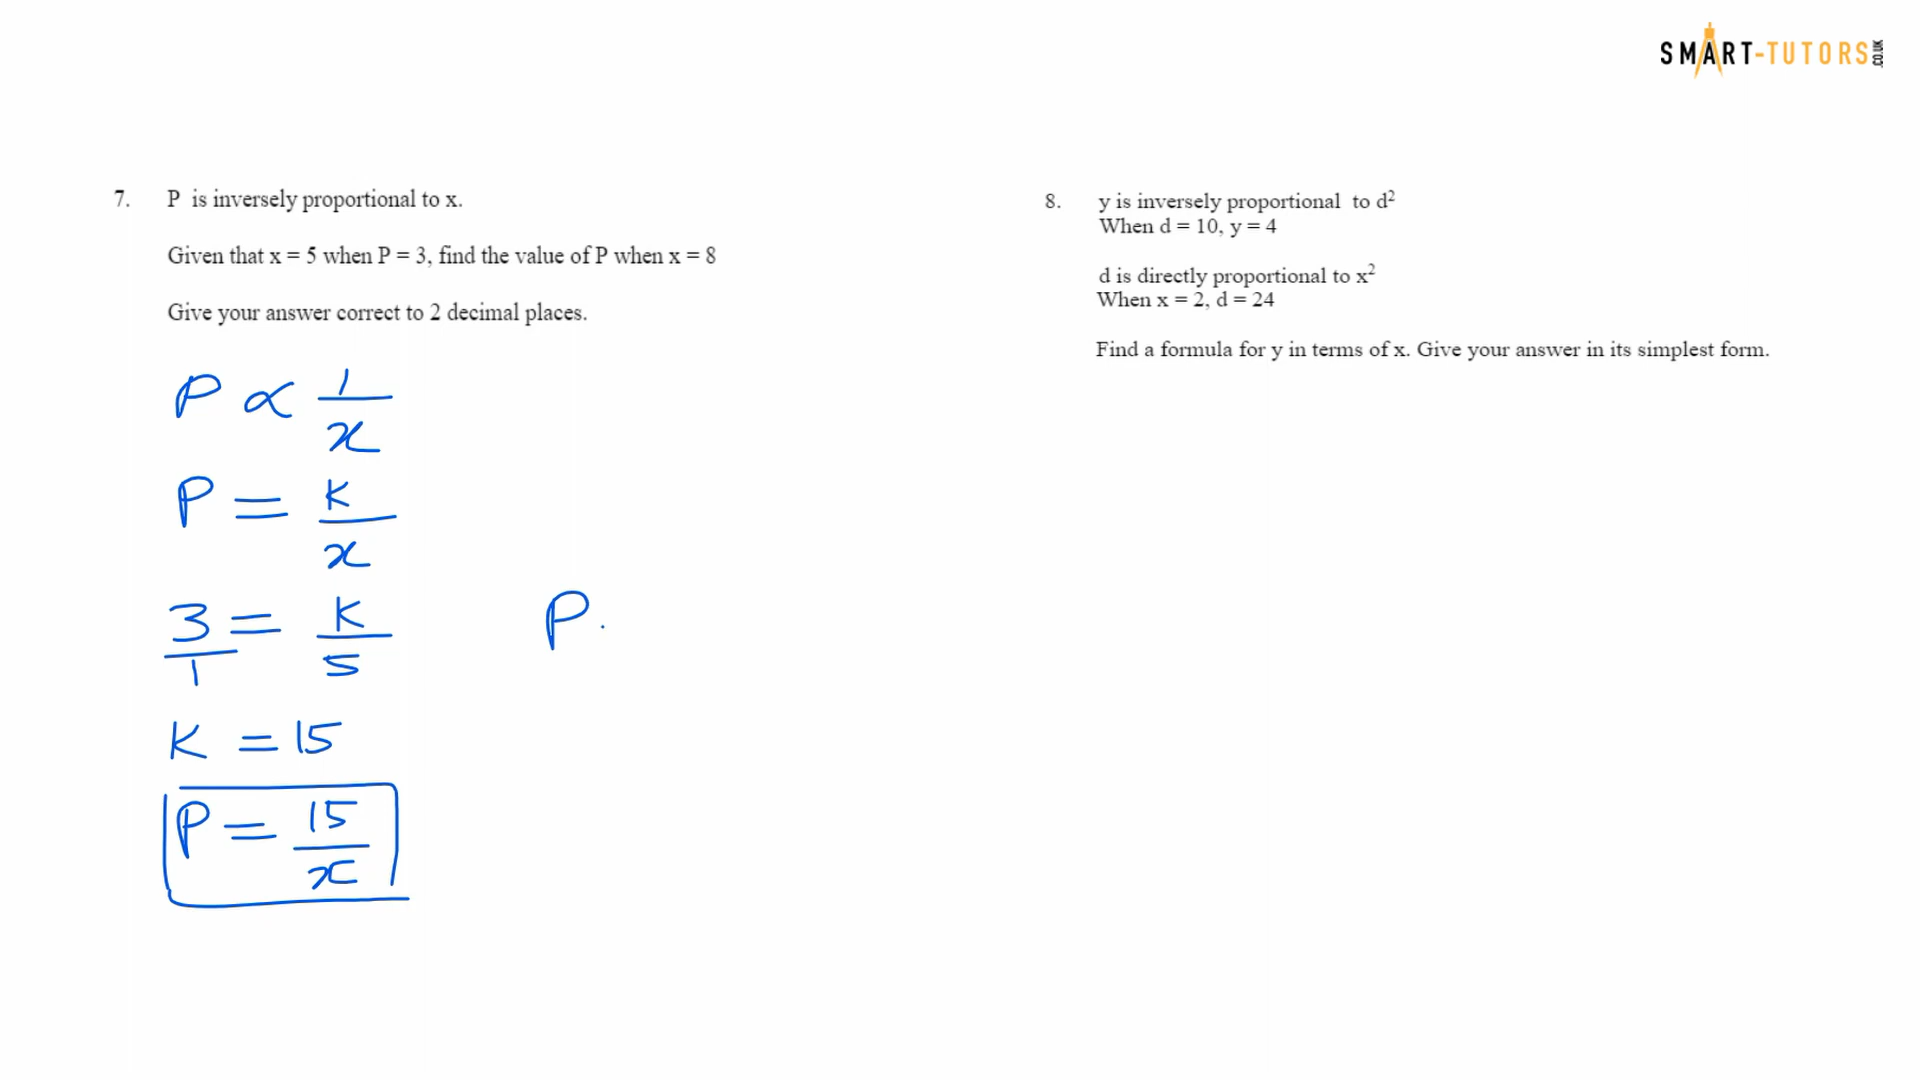 SMART-TUTORS.CO.UK
7. P is inversely proportional to x.
Given that x = 5 when P = 3, find the value of P when x = 8
Give your answer correct to 2 decimal places.
P ∝ 1/x
P = K/x
3/1 = K/5
K = 15
P = 15/x
P.
8. y is inversely proportional to d²
When d = 10, y = 4
d is directly proportional to x²
When x = 2, d = 24
Find a formula for y in terms of x. Give your answer in its simplest form.